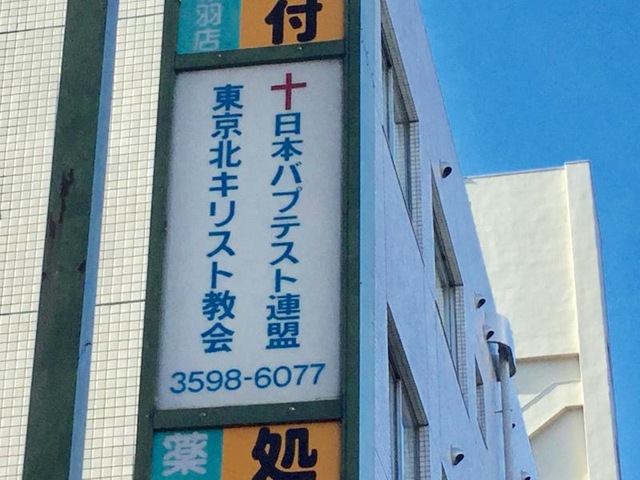 羽店
付
日本バプテスト連盟
東京北キリスト教会
3598-6077
薬
処